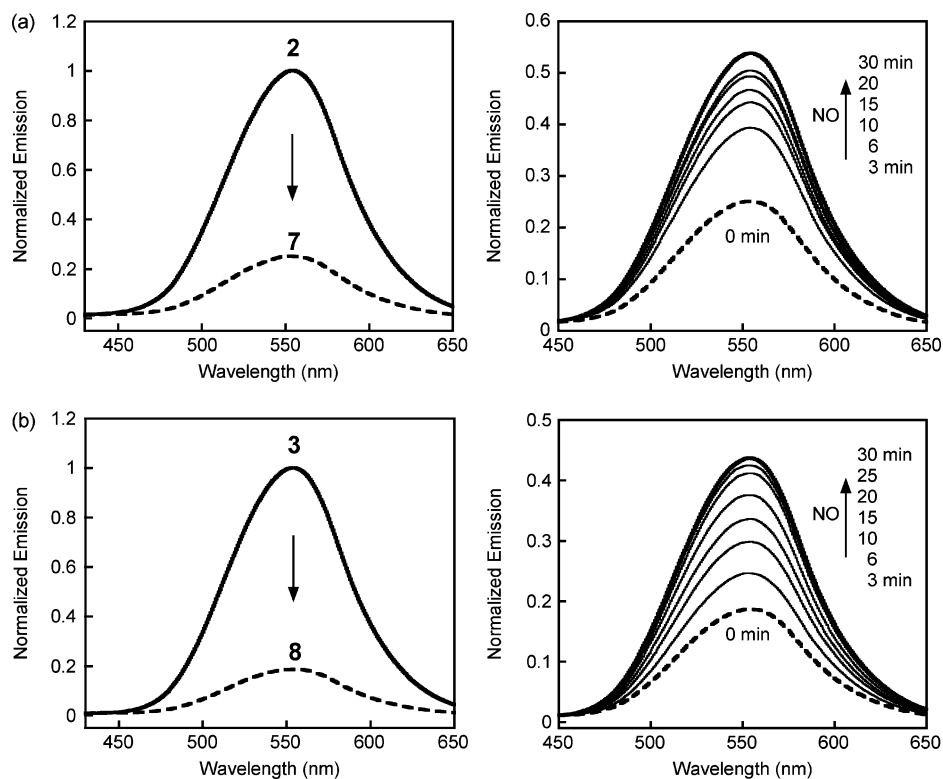 (a)
1.2
1
0.8
0.6
0.4
0.2
0
Normalized Emission
2
7
450 500 550 600 650
Wavelength (nm)
0.6
0.5
0.4
0.3
0.2
0.1
0
Normalized Emission
NO
30 min
20
15
10
6
3 min
0 min
450 500 550 600 650
Wavelength (nm)
(b)
1.2
1
0.8
0.6
0.4
0.2
0
Normalized Emission
3
8
450 500 550 600 650
Wavelength (nm)
0.5
0.4
0.3
0.2
0.1
0
Normalized Emission
NO
30 min
25
20
15
10
6
3 min
0 min
450 500 550 600 650
Wavelength (nm)